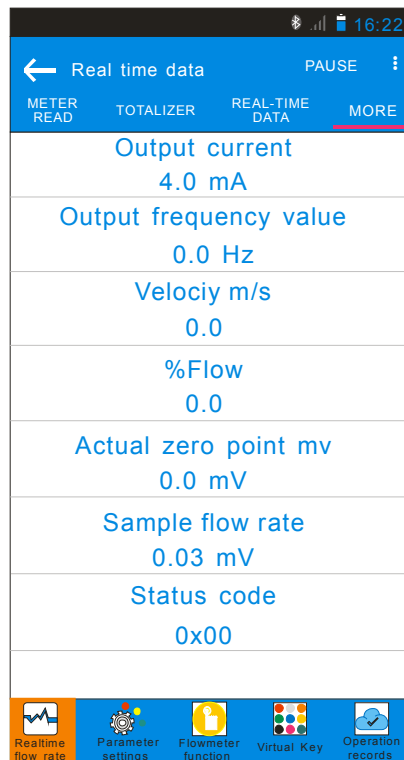 16:22
Real time data PAUSE
METER READ TOTALIZER REAL-TIME DATA MORE
Output current
4.0 mA
Output frequency value
0.0 Hz
Velociy m/s
0.0
%Flow
0.0
Actual zero point mv
0.0 mV
Sample flow rate
0.03 mV
Status code
0x00
Realtime flow rate Parameter settings Flowmeter function Virtual Key Operation records